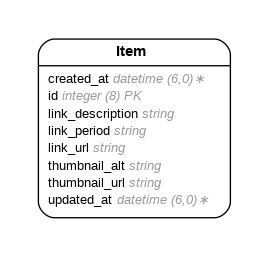 Item
created_at datetime (6,0) ∗
id integer (8) PK
link_description string
link_period string
link_url string
thumbnail_alt string
thumbnail_url string
updated_at datetime (6,0) ∗